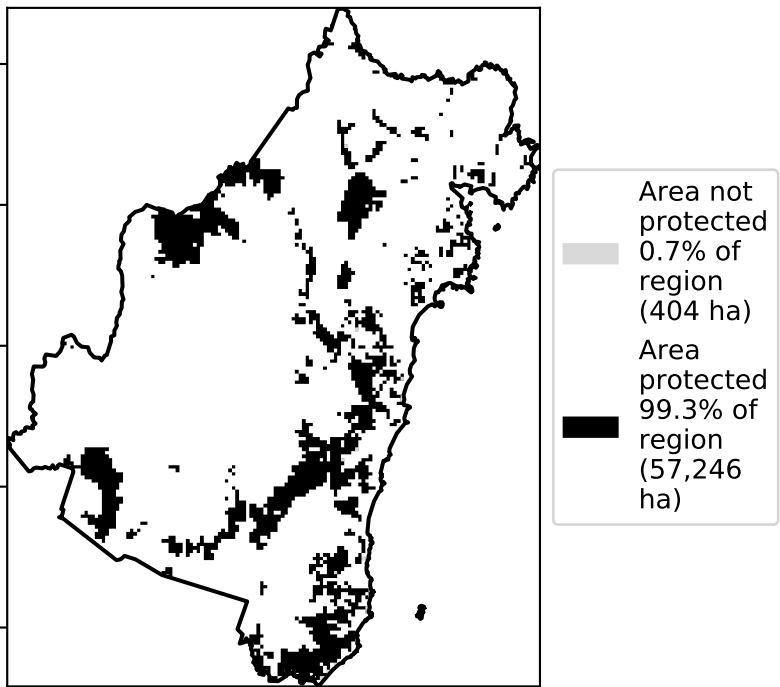 Area not
protected
0.7% of
region
(404 ha)
Area
protected
99.3% of
region
(57,246
ha)